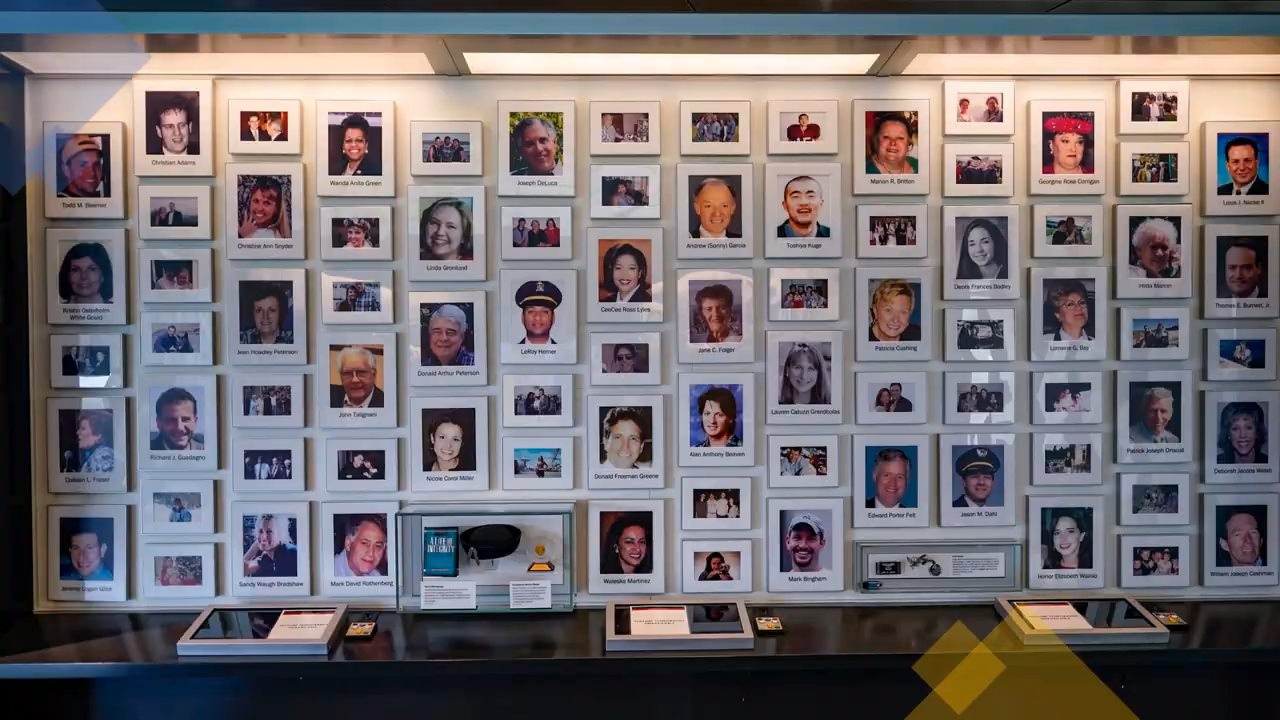 Christian Adams
Wanda Anita Green
Joseph DeLuca
Marion R. Britton
Georgine Rose Corrigan
Todd M. Beamer
Louis J. Nacke II
Christine Ann Snyder
Linda Gronlund
Andrew (Sonny) Garcia
Toshiya Kuge
Deora Frances Bodley
Hilda Marcin
Kristin Osterholm
White Gould
CeeCee Ross Lyles
Thomas E. Burnett, Jr.
Jean Hoadley Peterson
Donald Arthur Peterson
LeRoy Homer
Jane C. Folger
Patricia Cushing
Lorraine G. Bay
John Talignani
Lauren Catuzzi Grandcolas
Richard J. Guadagno
Alan Anthony Beaven
Patrick Joseph Driscoll
Colleen L. Fraser
Nicole Carol Miller
Donald Freeman Greene
Deborah Jacobs Welsh
Edward Porter Felt
Jason M. Dahl
A LIFE OF
INTEGRITY
Jeremy Logan Glick
Sandy Waugh Bradshaw
Mark David Rothenberg
Waleska Martinez
Mark Bingham
Honor Elizabeth Wainio
William Joseph Cashman